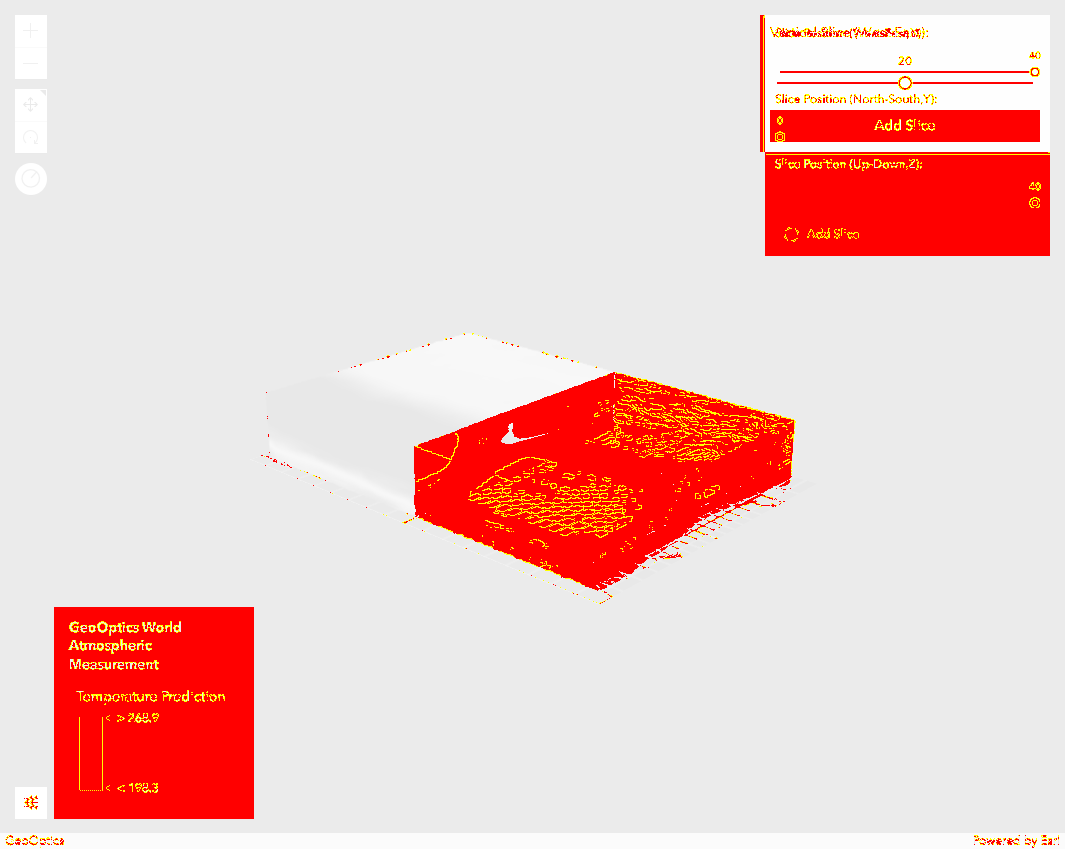 20
40
Slice Position (North-South,Y):
0
Add Slice
Slice Position (Up-Down,Z):
40
Add Slice
GeoOptics World
Atmospheric
Measurement
Temperature Prediction
< > 268.9
< < 198.3
GeoOptics
Powered by Esri